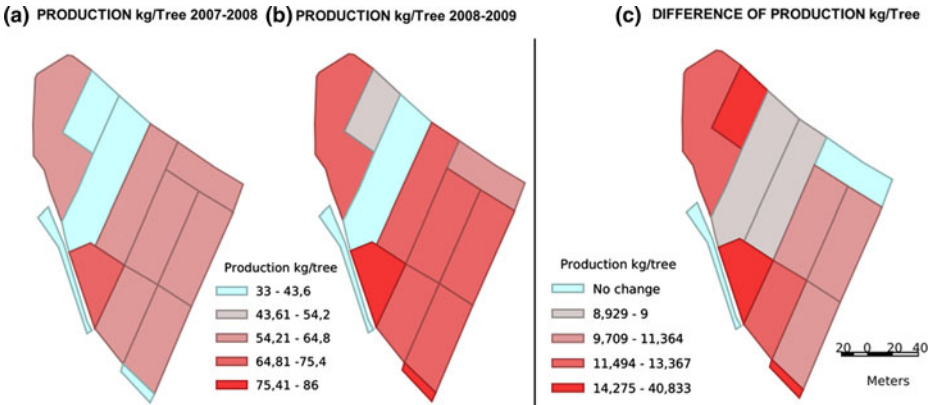 (a) PRODUCTION kg/Tree 2007-2008
(b) PRODUCTION kg/Tree 2008-2009
(c) DIFFERENCE OF PRODUCTION kg/Tree
Production kg/tree
33 - 43,6
43,61 - 54,2
54,21 - 64,8
64,81 -75,4
75,41 - 86
Production kg/tree
No change
8,929 - 9
9,709 - 11,364
11,494 - 13,367
14,275 - 40,833
20 0 20 40
Meters